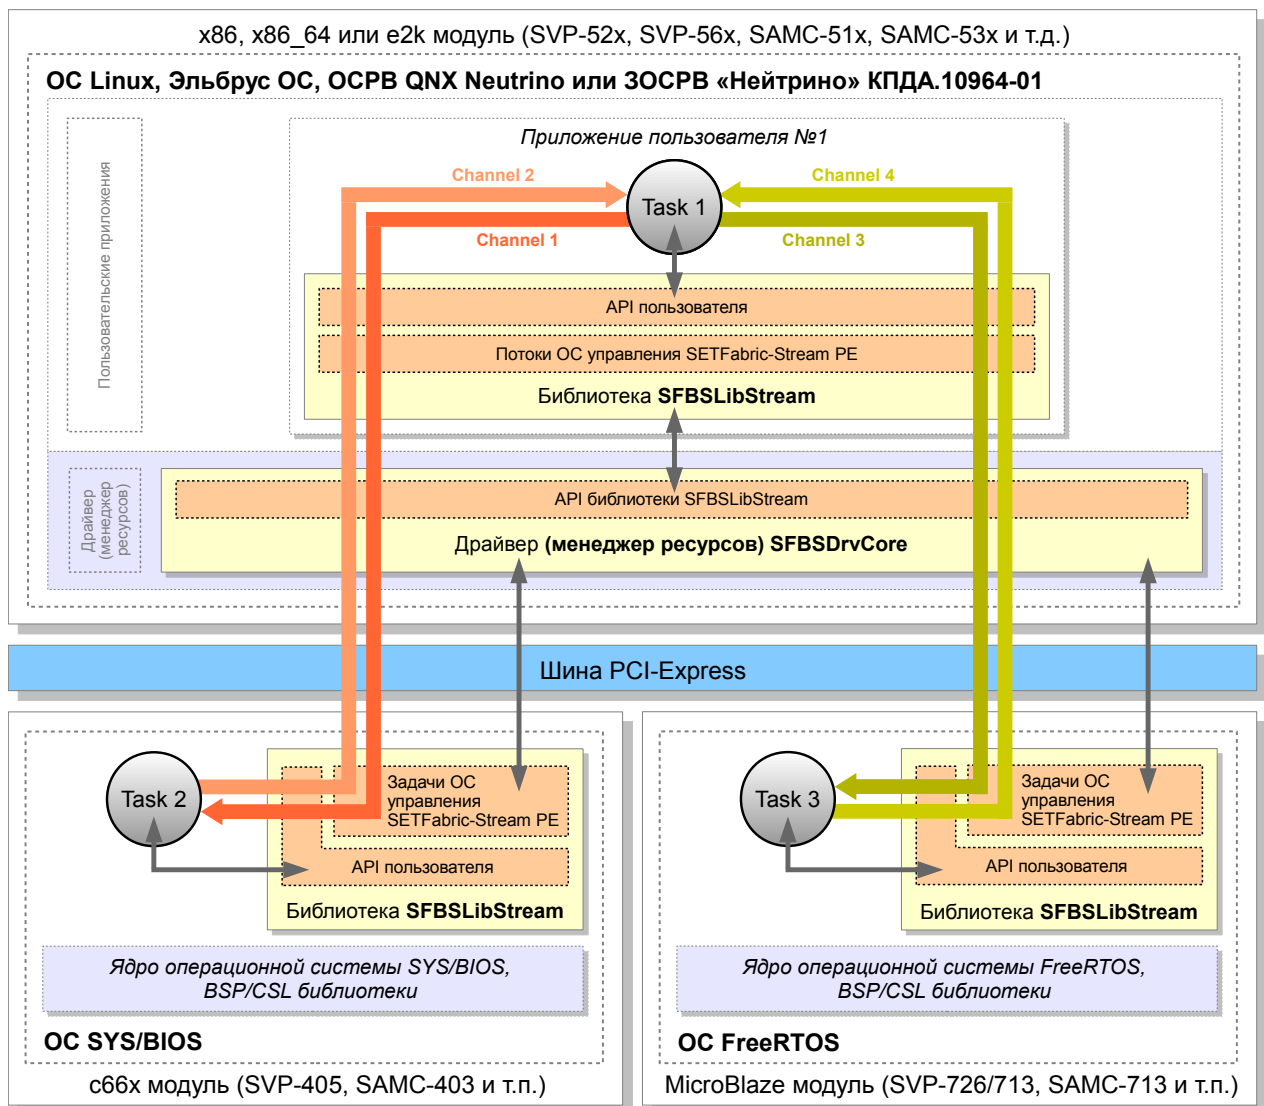 x86, x86_64 или e2k модуль (SVP-52x, SVP-56x, SAMC-51x, SAMC-53x и т.д.)
ОС Linux, Эльбрус ОС, ОСРВ QNX Neutrino или ЗОСРВ «Нейтрино» КПДА.10964-01
Пользовательские приложения
Приложение пользователя №1
Channel 2
Channel 4
Task 1
Channel 1
Channel 3
API пользователя
Потоки ОС управления SETFabric-Stream PE
Библиотека SFBSLibStream
Драйвер
(менеджер
ресурсов)
API библиотеки SFBSLibStream
Драйвер (менеджер ресурсов) SFBSDrvCore
Шина PCI-Express
Task 2
Задачи ОС
управления
SETFabric-Stream PE
API пользователя
Библиотека SFBSLibStream
Ядро операционной системы SYS/BIOS,
BSP/CSL библиотеки
ОС SYS/BIOS
c66x модуль (SVP-405, SAMC-403 и т.п.)
Task 3
Задачи ОС
управления
SETFabric-Stream PE
API пользователя
Библиотека SFBSLibStream
Ядро операционной системы FreeRTOS,
BSP/CSL библиотеки
ОС FreeRTOS
MicroBlaze модуль (SVP-726/713, SAMC-713 и т.п.)